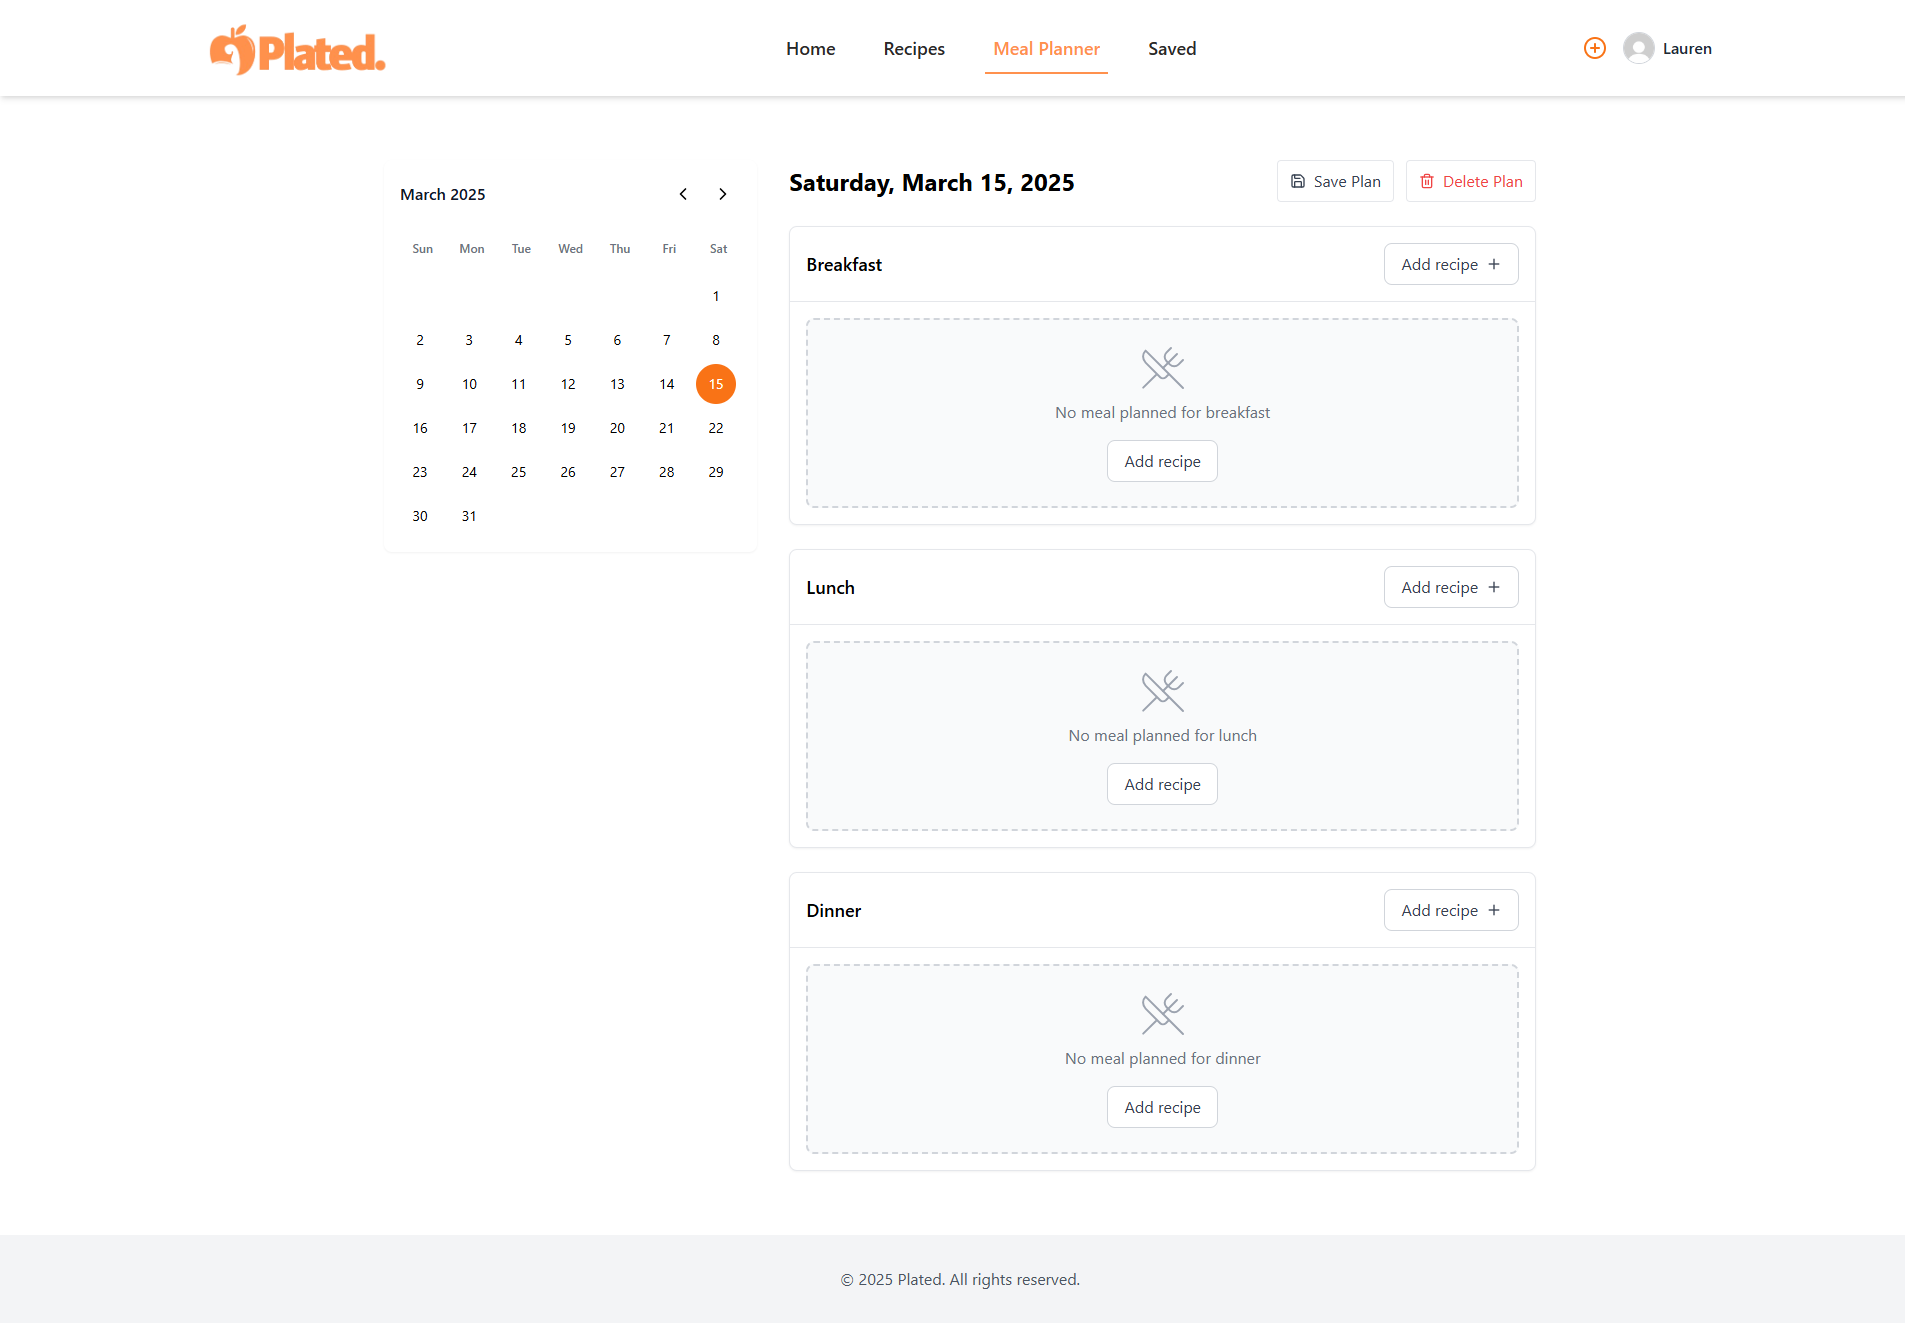 Plated.
Home Recipes Meal Planner Saved
Lauren
March 2025
Sun Mon Tue Wed Thu Fri Sat
1
2 3 4 5 6 7 8
9 10 11 12 13 14 15
16 17 18 19 20 21 22
23 24 25 26 27 28 29
30 31
Saturday, March 15, 2025
Save Plan Delete Plan
Breakfast Add recipe
No meal planned for breakfast
Add recipe
Lunch Add recipe
No meal planned for lunch
Add recipe
Dinner Add recipe
No meal planned for dinner
Add recipe
© 2025 Plated. All rights reserved.